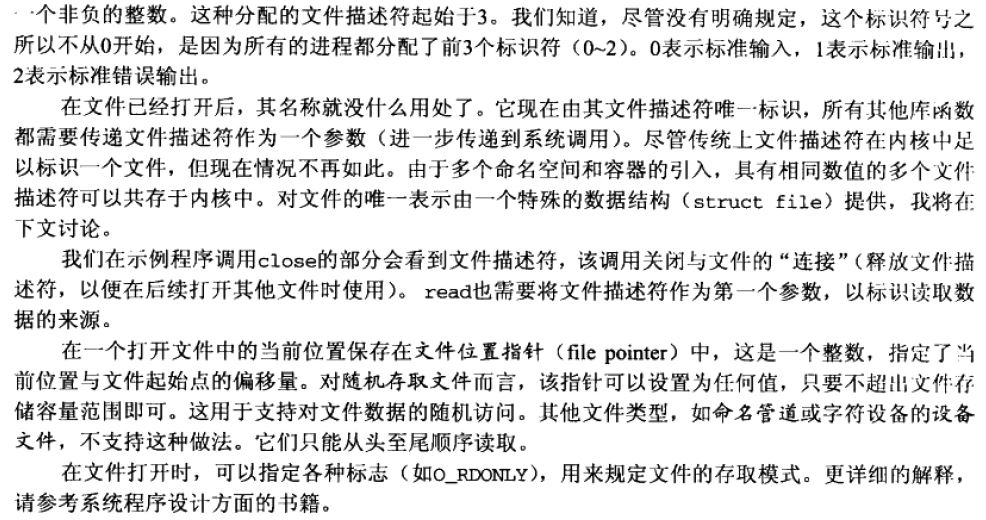 一个非负的整数。这种分配的文件描述符起始于3。我们知道，尽管没有明确规定，这个标识符号之
所以不从0开始，是因为所有的进程都分配了前3个标识符（0~2）。0表示标准输入，1表示标准输出，
2表示标准错误输出。
在文件已经打开后，其名称就没什么用处了。它现在由其文件描述符唯一标识，所有其他库函数
都需要传递文件描述符作为一个参数（进一步传递到系统调用）。尽管传统上文件描述符在内核中足
以标识一个文件，但现在情况不再如此。由于多个命名空间和容器的引入，具有相同数值的多个文件
描述符可以共存于内核中。对文件的唯一表示由一个特殊的数据结构（struct file）提供，我将在
下文讨论。
我们在示例程序调用close的部分会看到文件描述符，该调用关闭与文件的“连接”（释放文件描
述符，以便在后续打开其他文件时使用）。read也需要将文件描述符作为第一个参数，以标识读取数
据的来源。
在一个打开文件中的当前位置保存在文件位置指针（file pointer）中，这是一个整数，指定了当
前位置与文件起始点的偏移量。对随机存取文件而言，该指针可以设置为任何值，只要不超出文件存
储容量范围即可。这用于支持对文件数据的随机访问。其他文件类型，如命名管道或字符设备的设备
文件，不支持这种做法。它们只能从头至尾顺序读取。
在文件打开时，可以指定各种标志（如O_RDONLY），用来规定文件的存取模式。更详细的解释，
请参考系统程序设计方面的书籍。